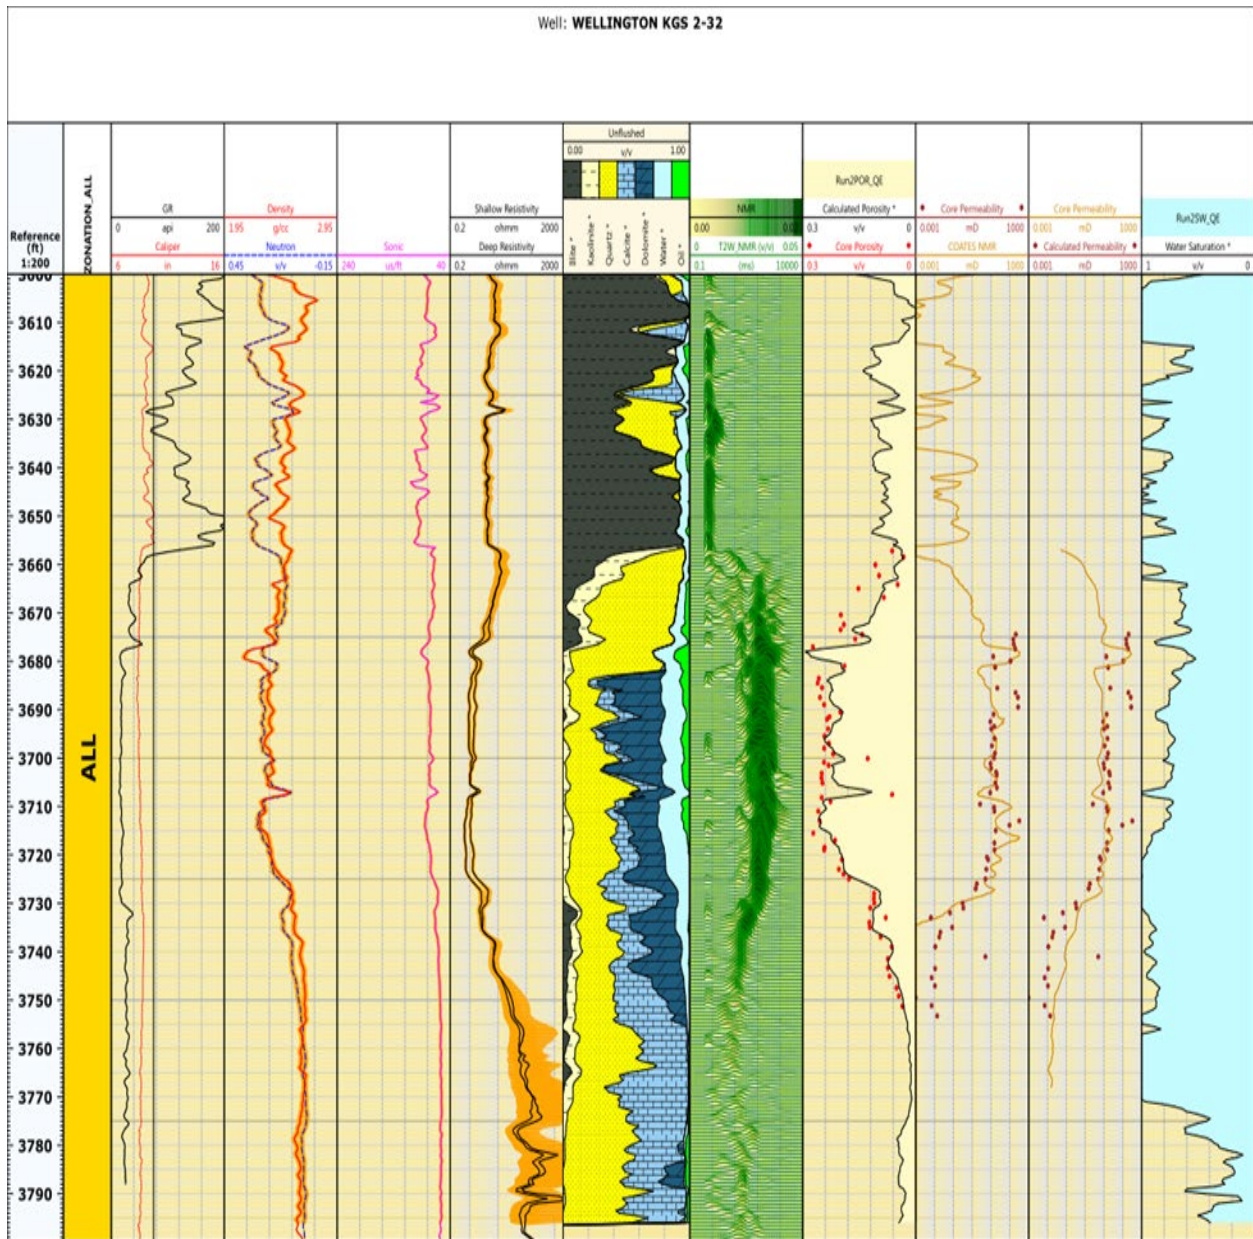 Well: WELLINGTON KGS 2-32
Unflushed
0.00 v/v 1.00
Run2POR_QE
Run2SW_QE
Reference
(ft)
1:200
ZONATION_ALL
GR
0 api 200
Caliper
6 in 16
Density
1.95 g/cc 2.95
Neutron
0.45 v/v -0.15
Sonic
240 us/ft 40
Shallow Resistivity
0.2 ohmm 2000
Deep Resistivity
0.2 ohmm 2000
Illite *
Kaolinite *
Quartz *
Calcite *
Dolomite *
Water *
Oil *
NMR
0.00
0 T2W_NMR (v/v) 0.05
0.1 (ms) 10000
Calculated Porosity *
0.3 v/v 0
Core Porosity
0.3 v/v 0
Core Permeability
0.001 mD 1000
COATES NMR
0.001 mD 1000
Core Permeability
0.001 mD 1000
Calculated Permeability *
0.001 mD 1000
Water Saturation *
1 v/v 0
ALL
3610
3620
3630
3640
3650
3660
3670
3680
3690
3700
3710
3720
3730
3740
3750
3760
3770
3780
3790